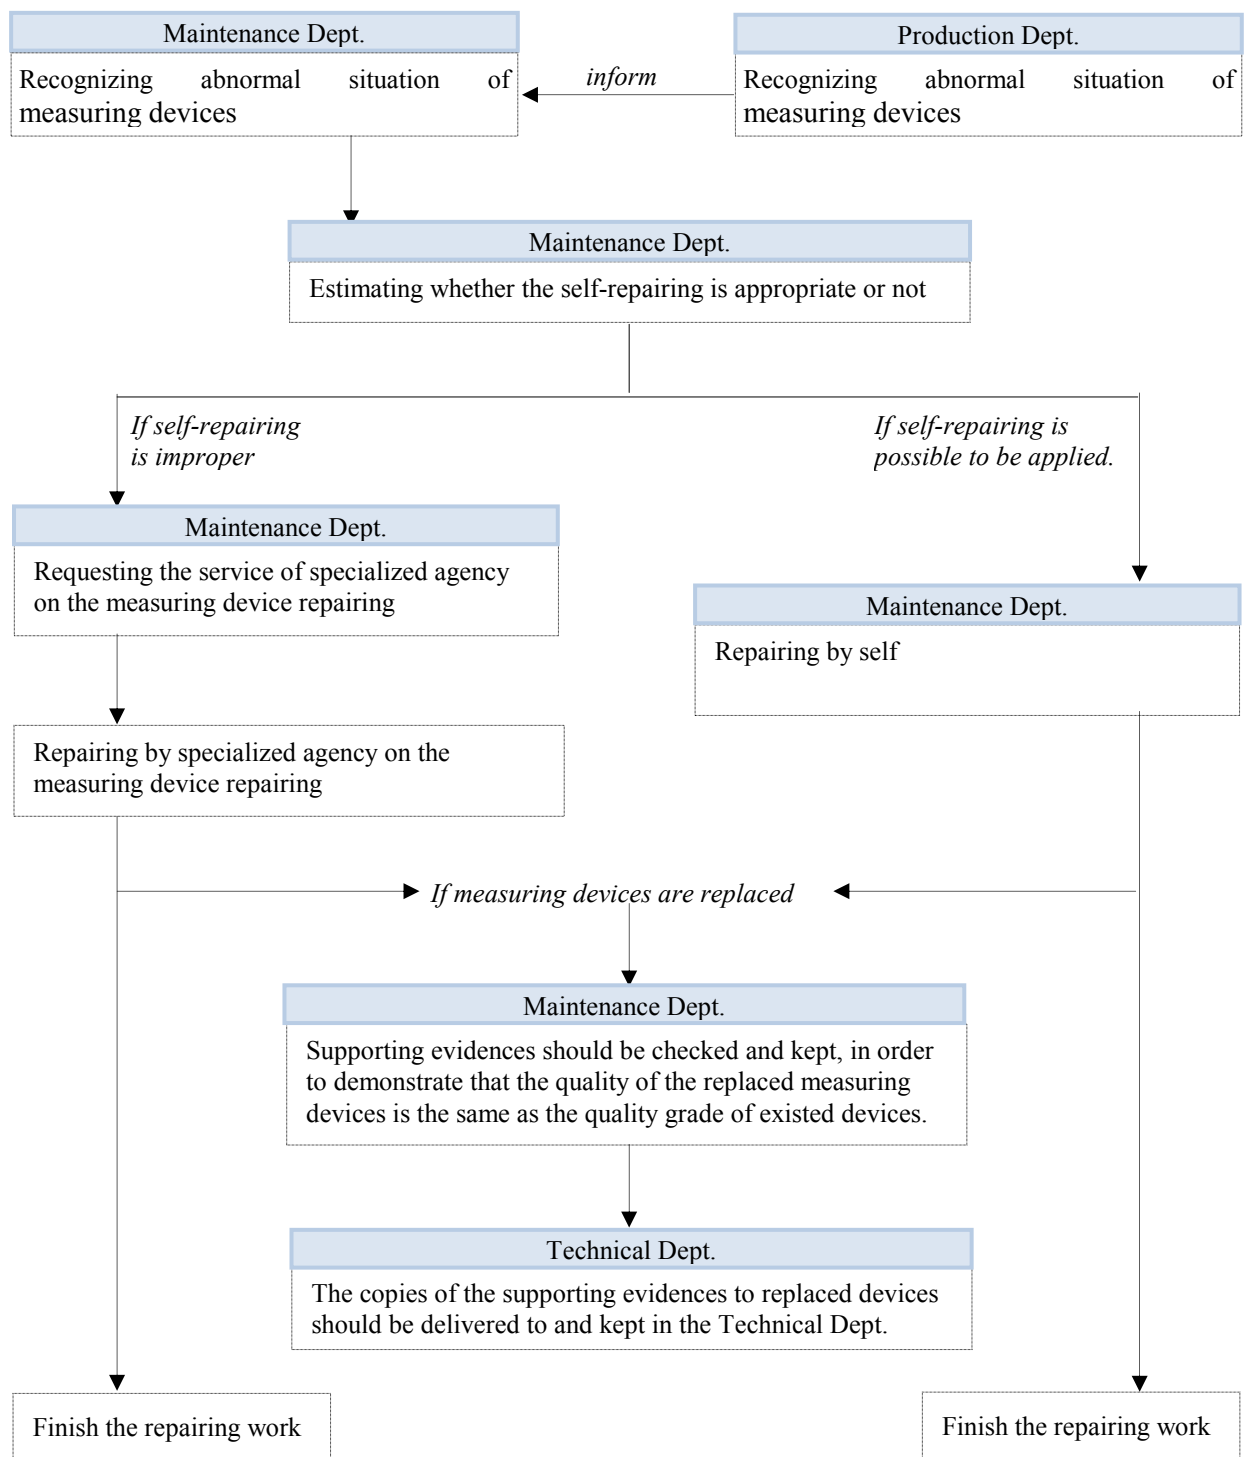 Maintenance Dept.
Recognizing abnormal situation of
measuring devices
inform
Production Dept.
Recognizing abnormal situation of
measuring devices
Maintenance Dept.
Estimating whether the self-repairing is appropriate or not
If self-repairing
is improper
If self-repairing is
possible to be applied.
Maintenance Dept.
Requesting the service of specialized agency
on the measuring device repairing
Maintenance Dept.
Repairing by self
Repairing by specialized agency on the
measuring device repairing
If measuring devices are replaced
Maintenance Dept.
Supporting evidences should be checked and kept, in order
to demonstrate that the quality of the replaced measuring
devices is the same as the quality grade of existed devices.
Technical Dept.
The copies of the supporting evidences to replaced devices
should be delivered to and kept in the Technical Dept.
Finish the repairing work
Finish the repairing work